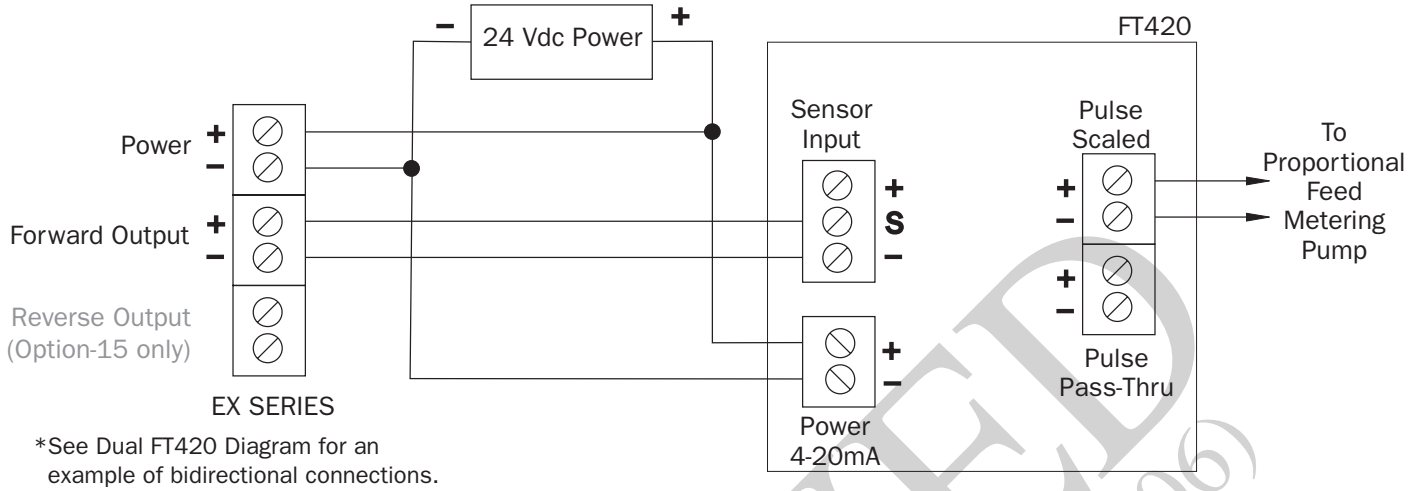 − 24 Vdc Power +
FT420
Power + −
Forward Output + −
Reverse Output
(Option-15 only)
EX SERIES
*See Dual FT420 Diagram for an
example of bidirectional connections.
Sensor
Input
+
S
−
+
−
Power
4-20mA
Pulse
Scaled
+
−
+
−
Pulse
Pass-Thru
To
Proportional
Feed
Metering
Pump